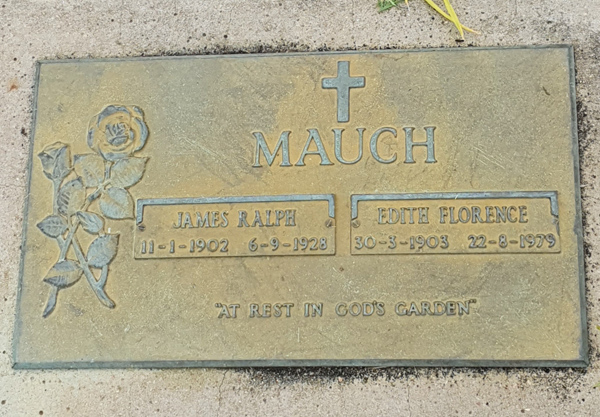 MAUCH
JAMES RALPH
11-1-1902 6-9-1928
EDITH FLORENCE
30-3-1903 22-8-1979
"AT REST IN GOD'S GARDEN"